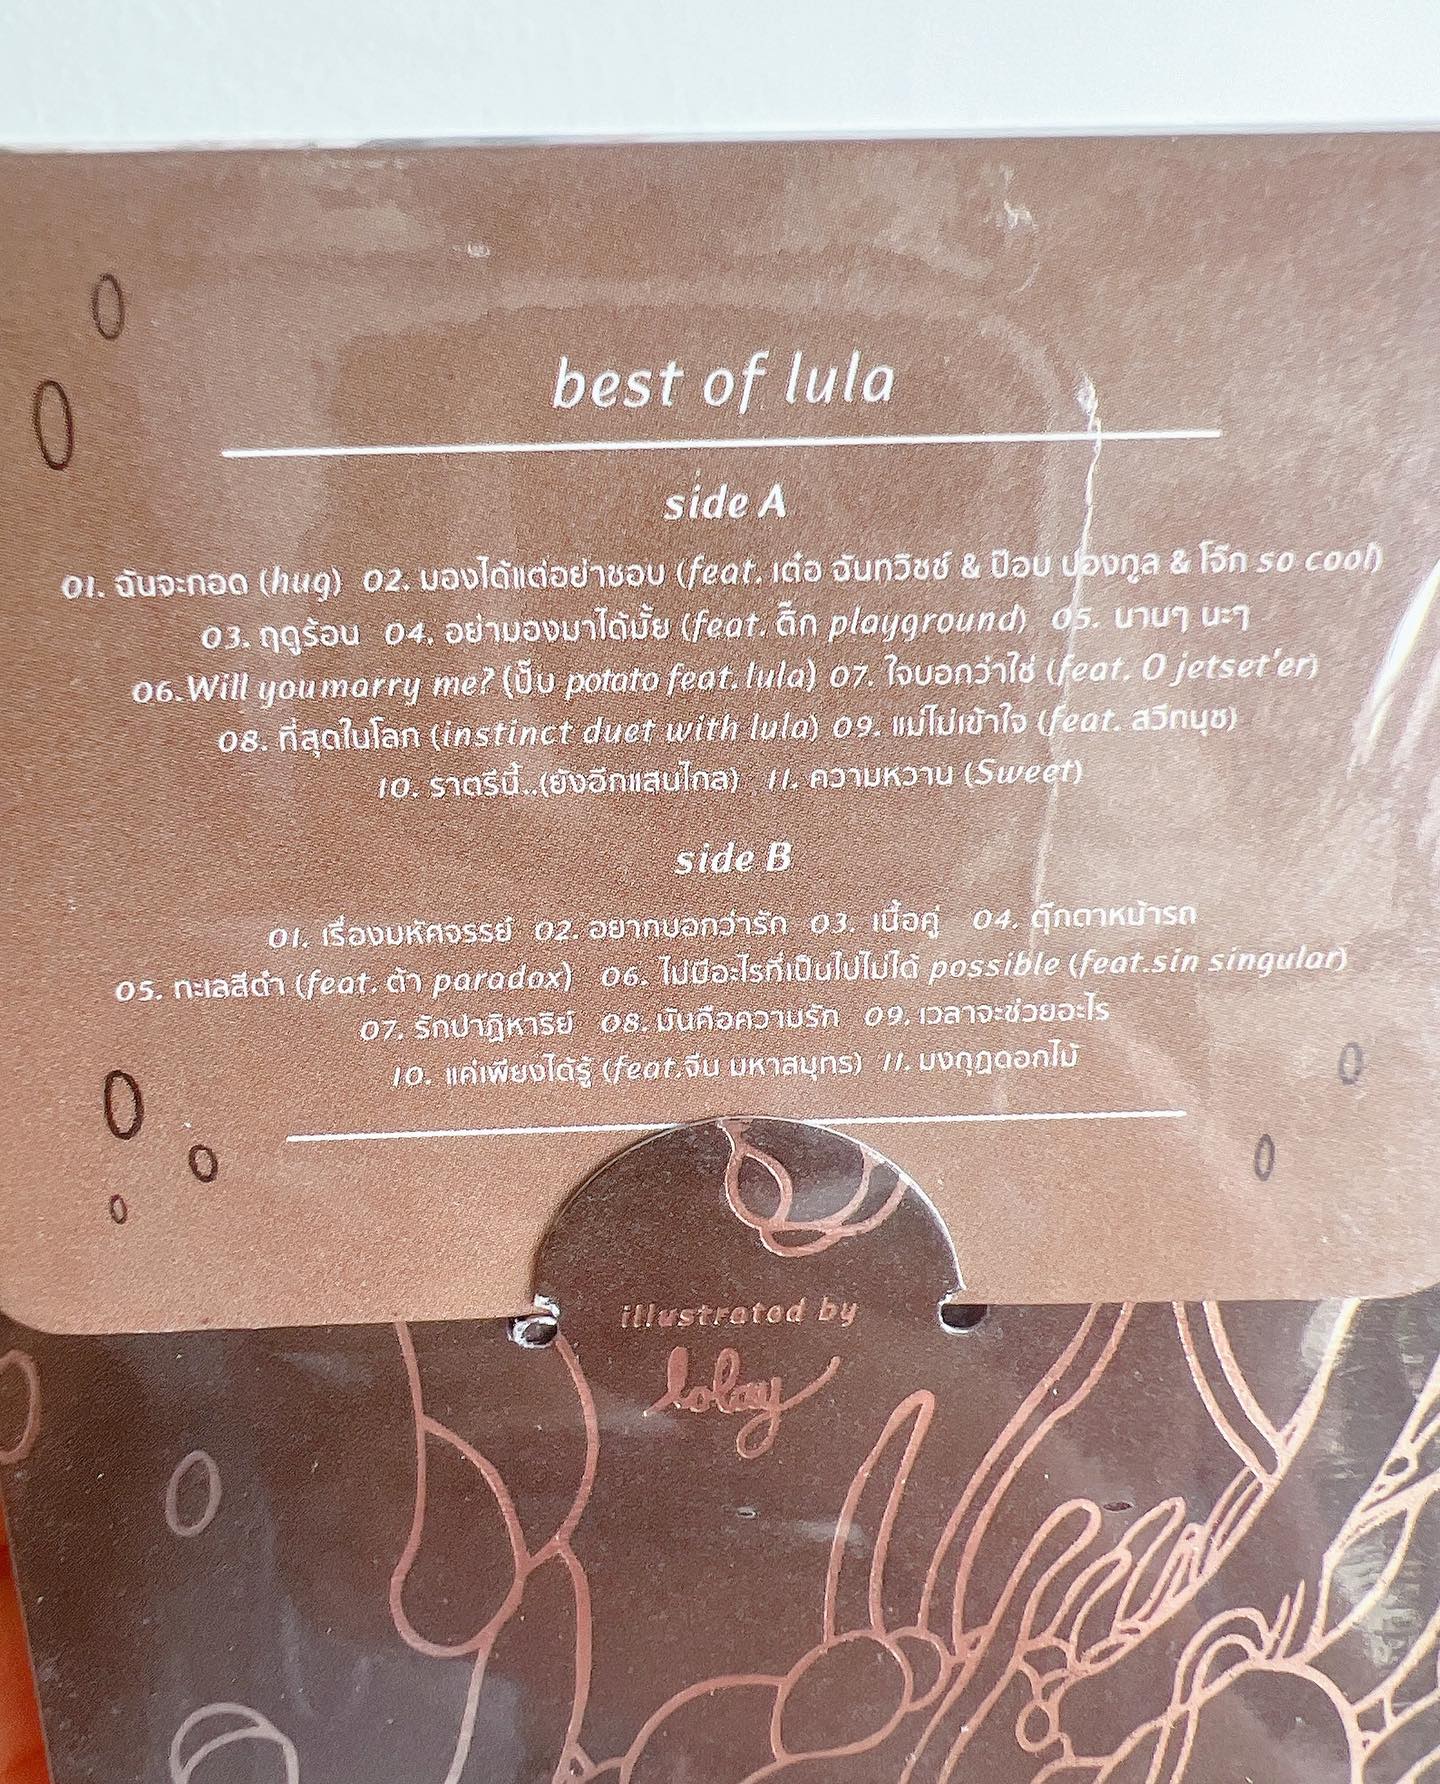 best of lula
side A
01. ฉันจะกอด (hug) 02. มองได้แต่อย่าชอบ (feat. เต๋อ ฉันทวิชช์ & ป๊อบ ปองกูล & โจ๊ก so cool)
03. ฤดูร้อน 04. อย่ามองมาได้มั้ย (feat. ติ๊ก playground) 05. นานๆ นะๆ
06.Will you marry me? (ปั๊บ potato feat. lula) 07. ใจบอกว่าใช่ (feat. O jetset'er)
08. ที่สุดในโลก (instinct duet with lula) 09. แม่ไม่เข้าใจ (feat. สวีทนุช)
10. ราตรีนี้..(ยังอีกแสนไกล) 11. ความหวาน (Sweet)
side B
01. เรื่องมหัศจรรย์ 02. อยากบอกว่ารัก 03. เนื้อคู่ 04. ตุ๊กตาหน้ารถ
05. ทะเลสีดำ (feat. ต้า paradox) 06. ไม่มีอะไรที่เป็นไปไม่ได้ possible (feat.sin singular)
07. รักปาฏิหาริย์ 08. มันคือความรัก 09. เวลาจะช่วยอะไร
10. แค่เพียงได้รู้ (feat.จีน มหาสมุทร) 11. มงกุฎดอกไม้
illustrated by
lolay